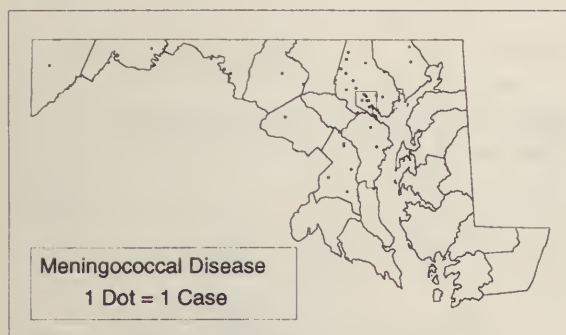 Meningococcal Disease
1 Dot = 1 Case